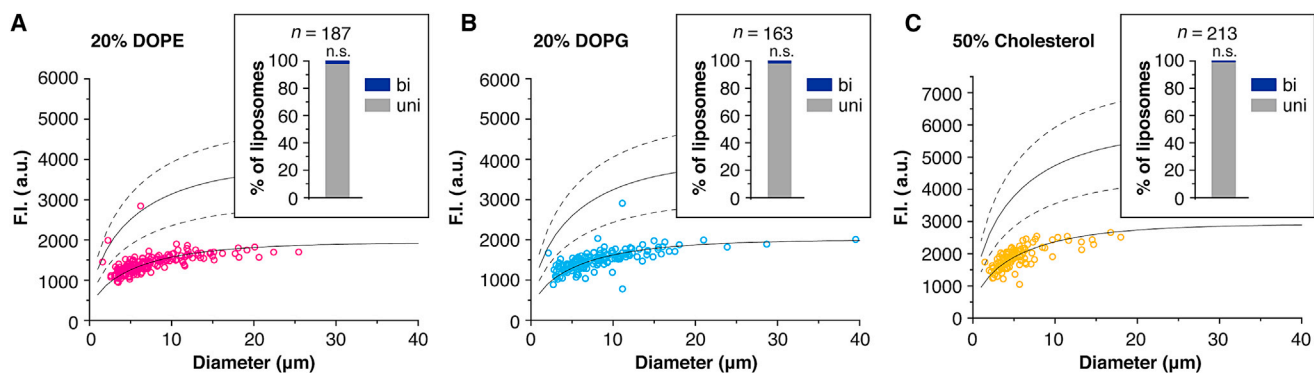 A
20% DOPE
n = 187
n.s.
% of liposomes
100
80
60
40
20
0
bi
uni
F.I. (a.u.)
6000
5000
4000
3000
2000
1000
0
0 10 20 30 40
Diameter (µm)
B
20% DOPG
n = 163
n.s.
% of liposomes
100
80
60
40
20
0
bi
uni
F.I. (a.u.)
6000
5000
4000
3000
2000
1000
0
0 10 20 30 40
Diameter (µm)
C
50% Cholesterol
n = 213
n.s.
% of liposomes
100
80
60
40
20
0
bi
uni
F.I. (a.u.)
7000
6000
5000
4000
3000
2000
1000
0
0 10 20 30 40
Diameter (µm)